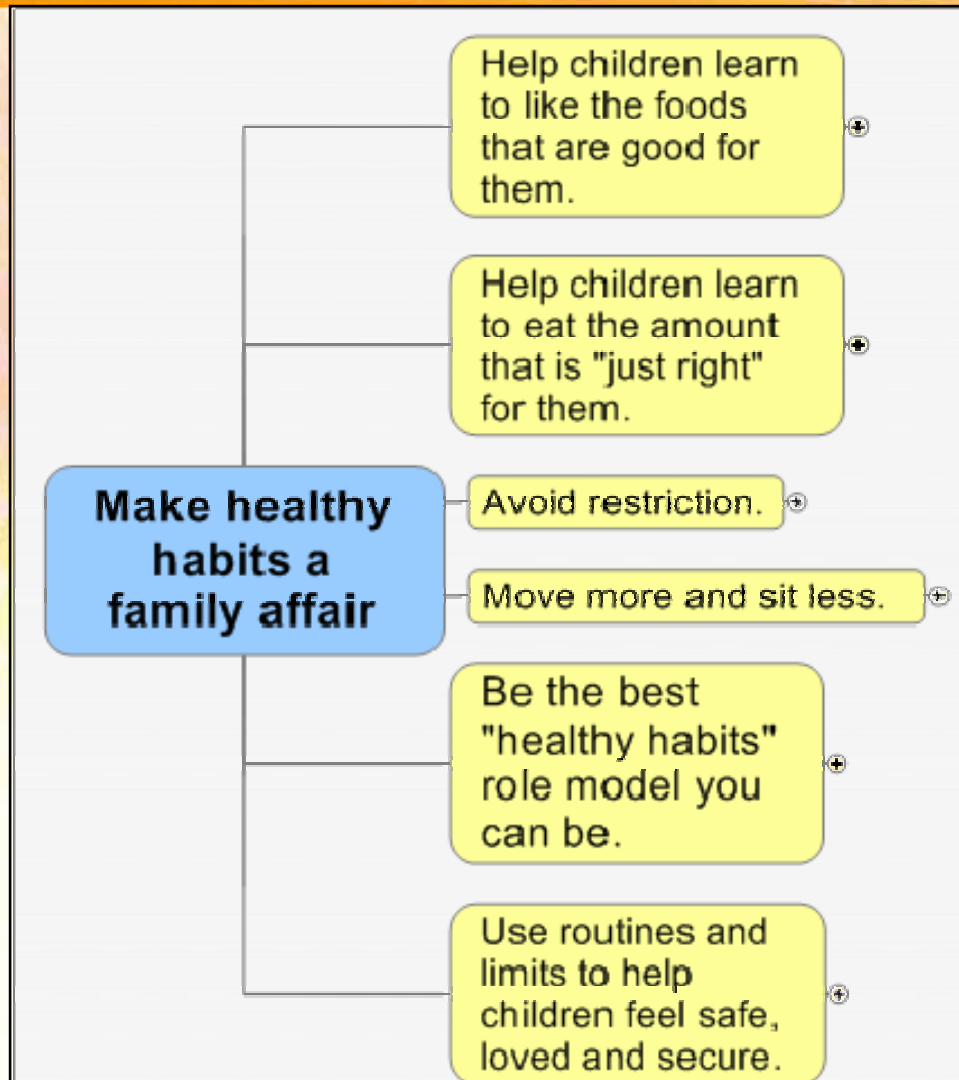 Help children learn
to like the foods
that are good for
them.
Help children learn
to eat the amount
that is "just right"
for them.
Make healthy
habits a
family affair
Avoid restriction.
Move more and sit less.
Be the best
"healthy habits"
role model you
can be.
Use routines and
limits to help
children feel safe,
loved and secure.